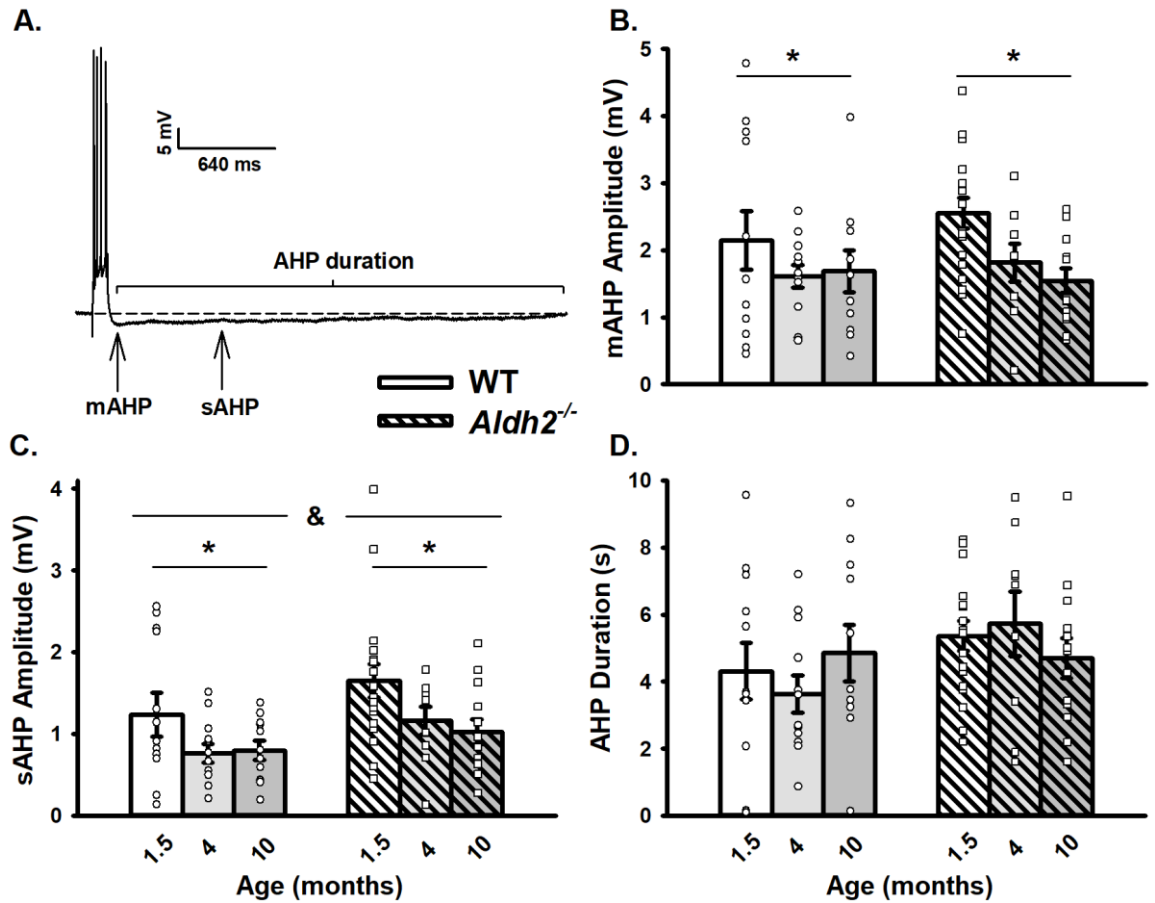 A.
5 mV
640 ms
AHP duration
mAHP
sAHP
WT
Aldh2-/-
B.
mAHP Amplitude (mV)
5
4
3
2
1
0
*
*
C.
sAHP Amplitude (mV)
4
3
2
1
0
&
*
*
1.5
4
10
1.5
4
10
Age (months)
D.
AHP Duration (s)
10
8
6
4
2
0
1.5
4
10
1.5
4
10
Age (months)